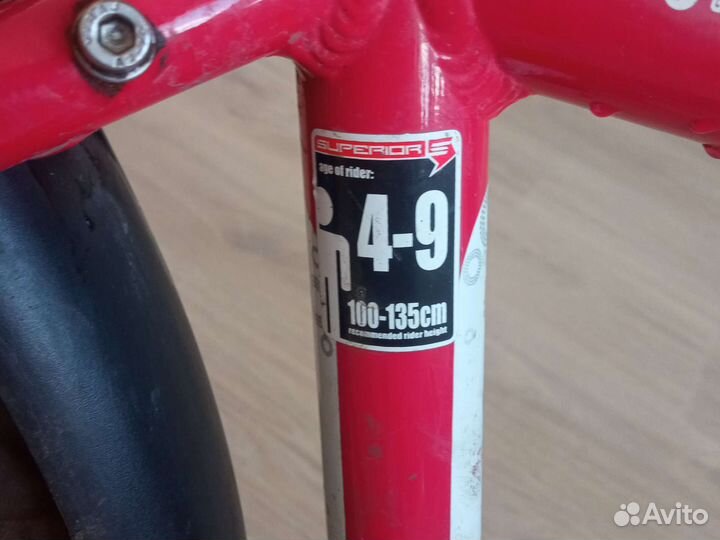 SUPERIOR
age of rider:
4-9
100-135cm
recommended rider height
Avito